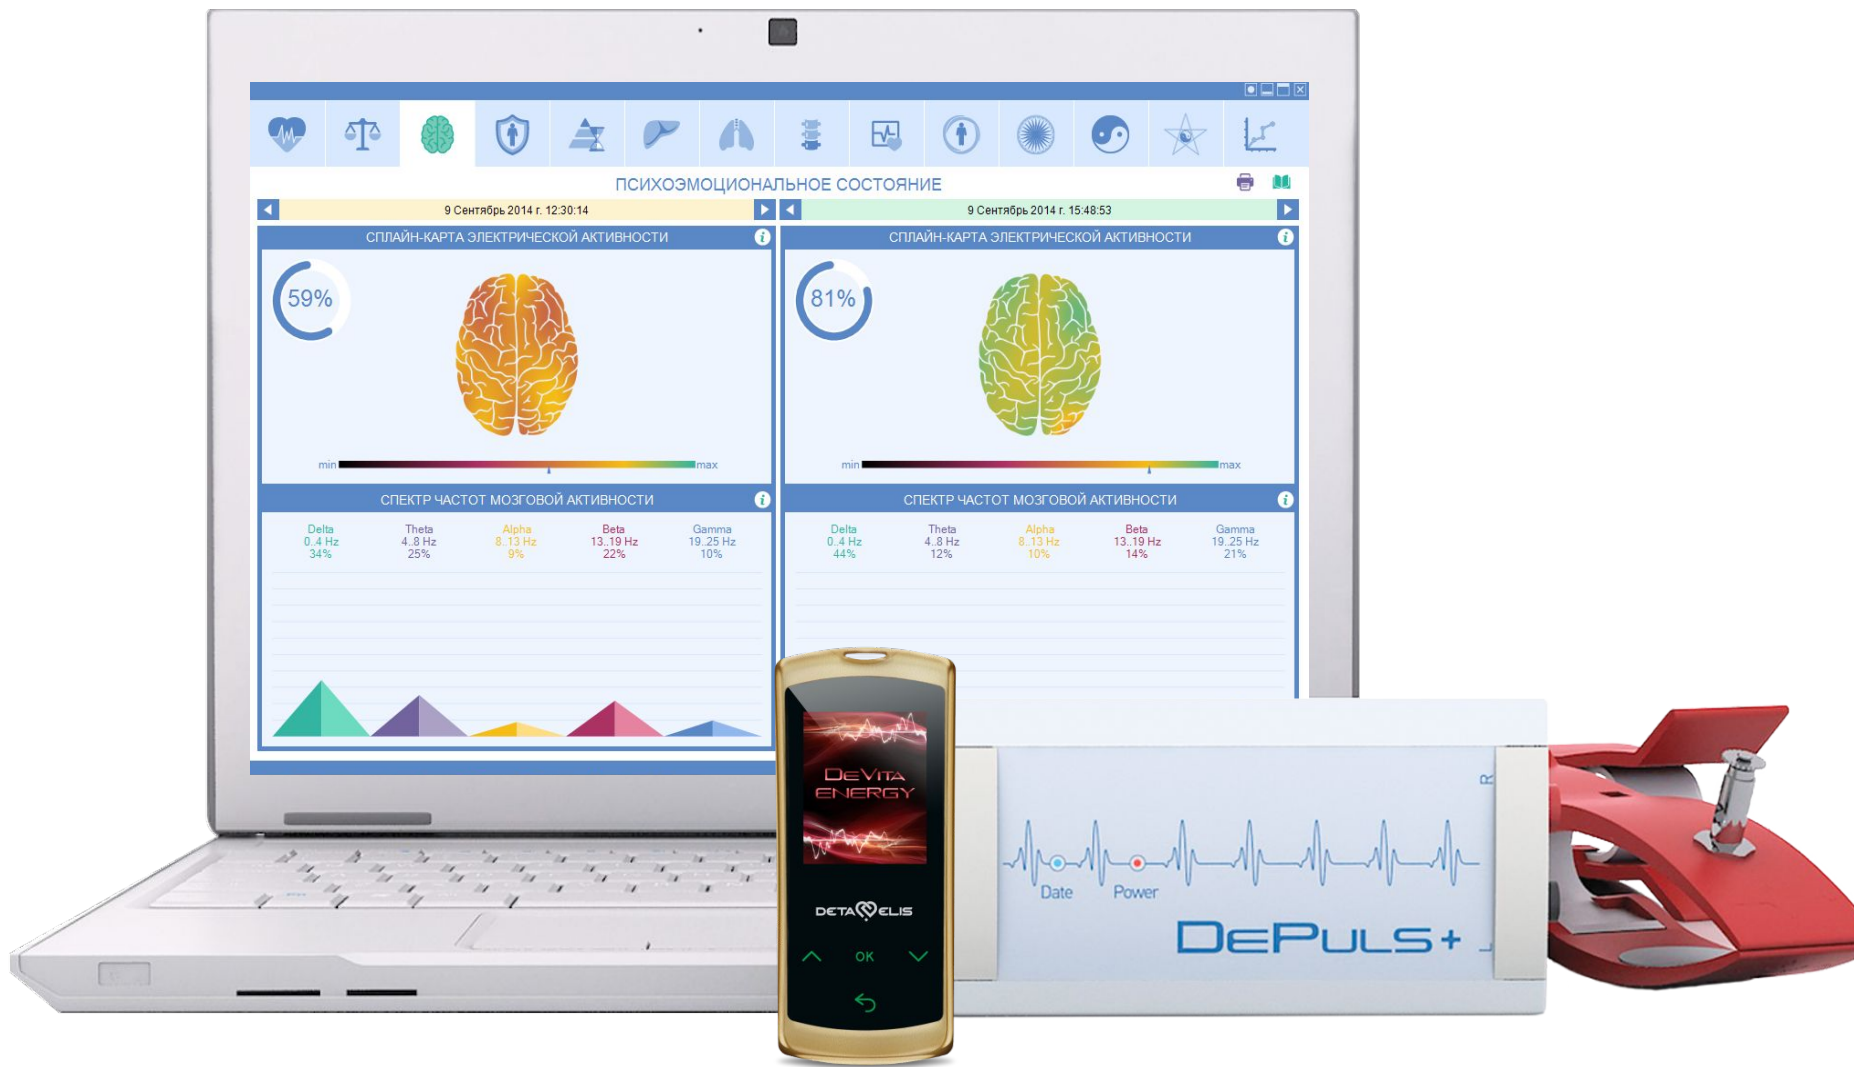 ПСИХОЭМОЦИОНАЛЬНОЕ СОСТОЯНИЕ
9 Сентябрь 2014 г. 12:30:14
9 Сентябрь 2014 г. 15:48:53
СПЛАЙН-КАРТА ЭЛЕКТРИЧЕСКОЙ АКТИВНОСТИ
i
СПЛАЙН-КАРТА ЭЛЕКТРИЧЕСКОЙ АКТИВНОСТИ
i
59%
81%
min
max
min
max
СПЕКТР ЧАСТОТ МОЗГОВОЙ АКТИВНОСТИ
i
СПЕКТР ЧАСТОТ МОЗГОВОЙ АКТИВНОСТИ
i
Delta
0..4 Hz
34%
Theta
4..8 Hz
25%
Alpha
8..13 Hz
9%
Beta
13..19 Hz
22%
Gamma
19..25 Hz
10%
Delta
0..4 Hz
44%
Theta
4..8 Hz
12%
Alpha
8..13 Hz
10%
Beta
13..19 Hz
14%
Gamma
19..25 Hz
21%
DEVITA
ENERGY
DETA ELIS
OK
R
Date
Power
DEPULS+
L